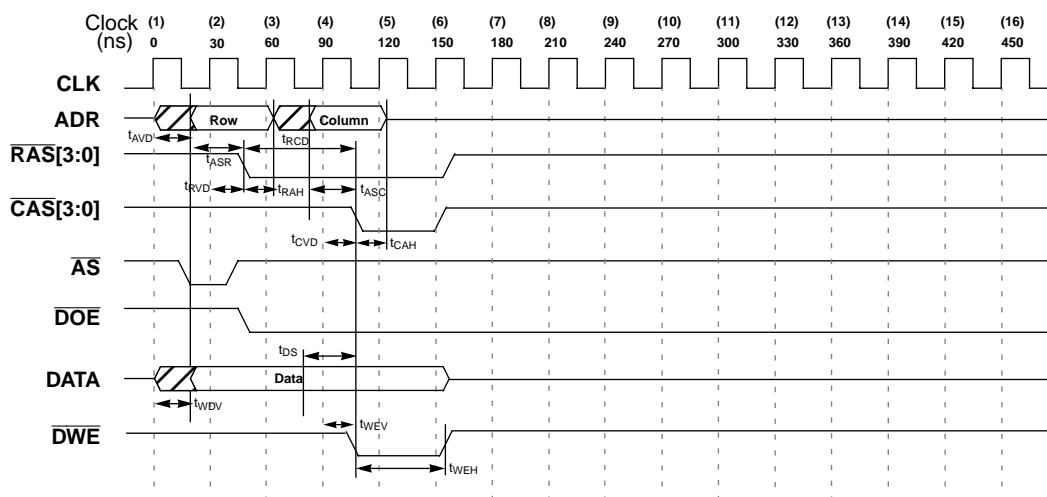 Clock (1) (2) (3) (4) (5) (6) (7) (8) (9) (10) (11) (12) (13) (14) (15) (16)
(ns) 0 30 60 90 120 150 180 210 240 270 300 330 360 390 420 450
CLK
ADR Row Column
tAVD tRCD
RAS[3:0] tASR
tRVD tRAH tASC
CAS[3:0]
tCVD tCAH
AS
DOE
tDS
DATA Data
tWDV
tWEV
DWE
tWEH